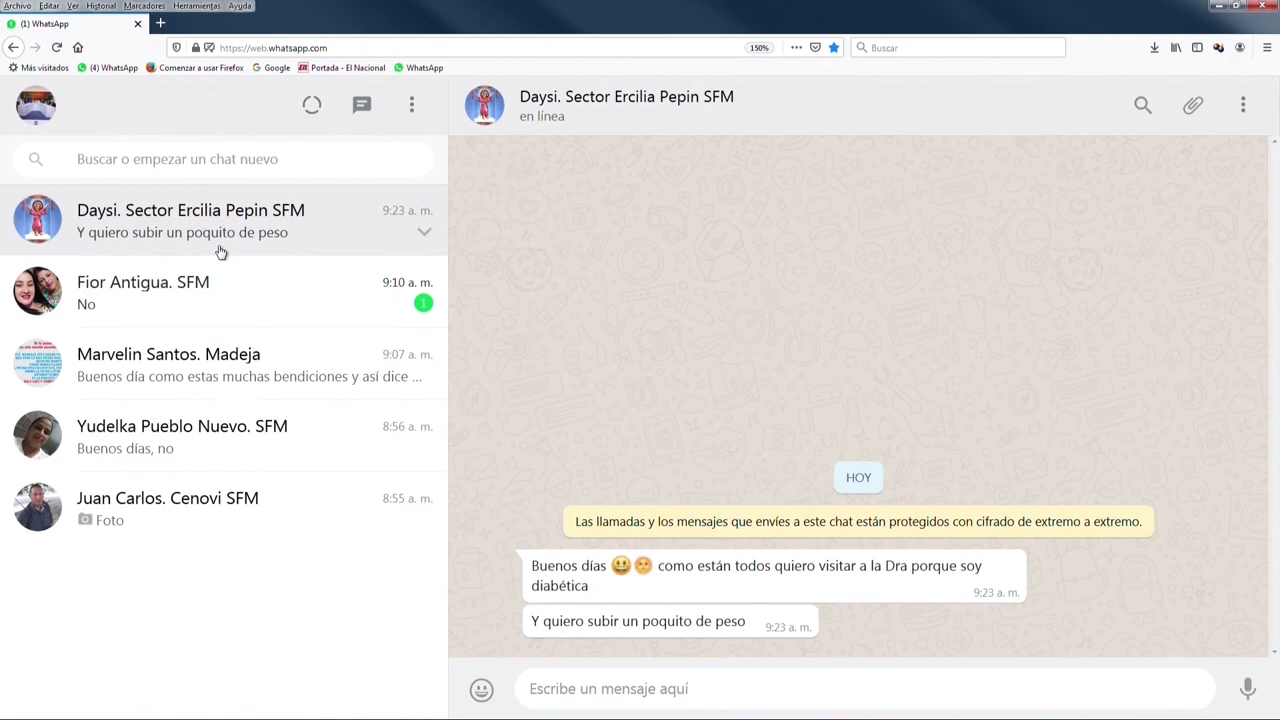 Archivo Editar Ver Historial Marcadores Herramientas Ayuda
(1) WhatsApp
https://web.whatsapp.com
150%
Buscar
Más visitados (4) WhatsApp Comenzar a usar Firefox Google Portada - El Nacional WhatsApp
Buscar o empezar un chat nuevo
Daysi. Sector Ercilia Pepin SFM 9:23 a. m.
Y quiero subir un poquito de peso
Fior Antigua. SFM 9:10 a. m.
No 1
Marvelin Santos. Madeja 9:07 a. m.
Buenos día como estas muchas bendiciones y así dice ...
Yudelka Pueblo Nuevo. SFM 8:56 a. m.
Buenos días, no
Juan Carlos. Cenovi SFM 8:55 a. m.
Foto
Daysi. Sector Ercilia Pepin SFM
en línea
HOY
Las llamadas y los mensajes que envíes a este chat están protegidos con cifrado de extremo a extremo.
Buenos días 😃🌞 como están todos quiero visitar a la Dra porque soy
diabética
9:23 a. m.
Y quiero subir un poquito de peso 9:23 a. m.
Escribe un mensaje aquí